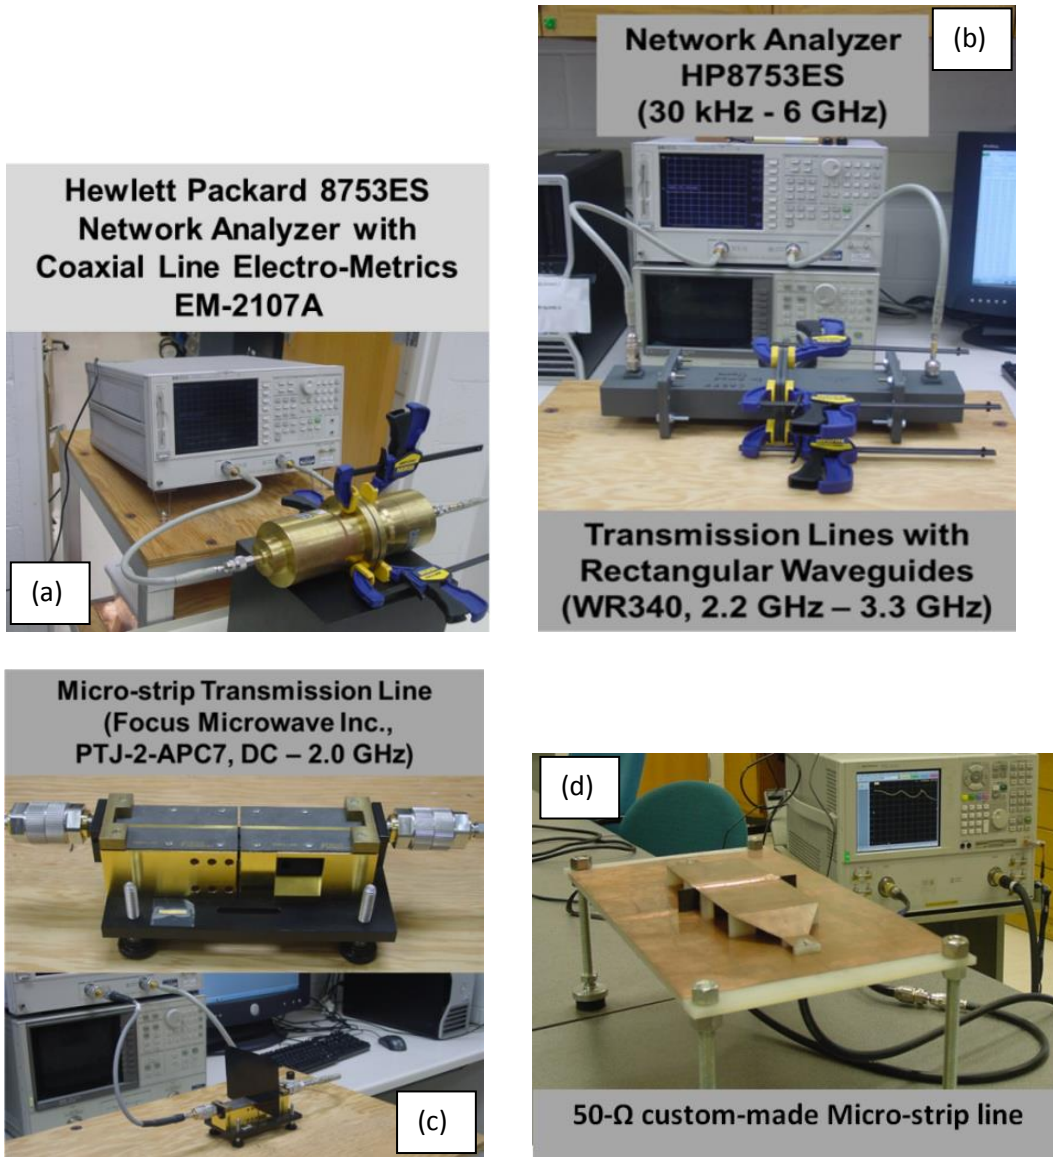 Hewlett Packard 8753ES
Network Analyzer with
Coaxial Line Electro-Metrics
EM-2107A
(a)
Network Analyzer
HP8753ES
(30 kHz - 6 GHz)
(b)
Transmission Lines with
Rectangular Waveguides
(WR340, 2.2 GHz – 3.3 GHz)
Micro-strip Transmission Line
(Focus Microwave Inc.,
PTJ-2-APC7, DC – 2.0 GHz)
(c)
(d)
50-Ω custom-made Micro-strip line